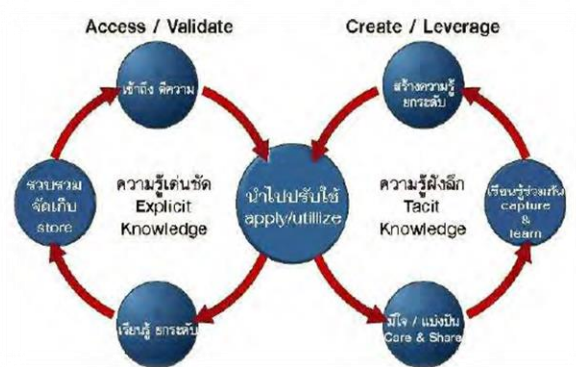 Access / Validate
Create / Leverage
เข้าถึง ตีความ
สร้างความรู้
ยกระดับ
รวบรวม
จัดเก็บ
store
ความรู้เด่นชัด
Explicit
Knowledge
นำไปปรับใช้
apply/utillize
ความรู้ฝังลึก
Tacit
Knowledge
เรียนรู้ร่วมกัน
capture
&
learn
เรียนรู้ ยกระดับ
มีใจ / แบ่งปัน
Care & Share